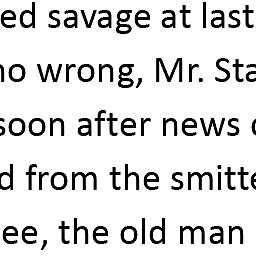 ed savage at last
no wrong, Mr. Sta
soon after news
d from the smitte
ee, the old man